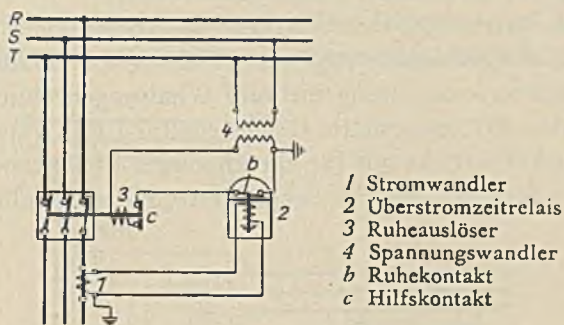 R
S
T
4
b
3
c
2
1
1 Stromwandler
2 Überstromzeitrelais
3 Ruheauslöser
4 Spannungswandler
b Ruhekontakt
c Hilfskontakt